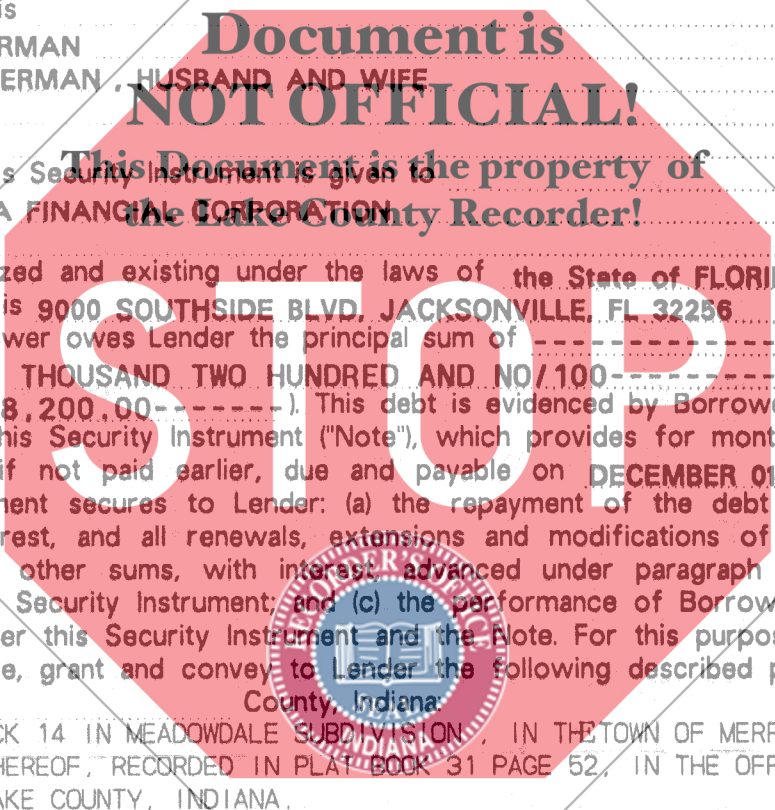 is
ERMAN
ERMAN , HUSBAND AND WIFE
Document is
NOT OFFICIAL!
This Document is the property of
the Lake County Recorder!
s Security Instrument is given to
A FINANCIAL CORPORATION
zed and existing under the laws of the State of FLORI
is 9000 SOUTHSIDE BLVD, JACKSONVILLE, FL 32256
wer owes Lender the principal sum of ----------------
THOUSAND TWO HUNDRED AND NO/100-----------
8,200.00-------). This debt is evidenced by Borrow
his Security Instrument ("Note"), which provides for mont
if not paid earlier, due and payable on DECEMBER 01
ment secures to Lender: (a) the repayment of the debt
rest, and all renewals, extensions and modifications of
other sums, with interest, advanced under paragraph
Security Instrument; and (c) the performance of Borrow
er this Security Instrument and the Note. For this purpos
e, grant and convey to Lender the following described p
County, Indiana:
CK 14 IN MEADOWDALE SUBDIVISION , IN THE TOWN OF MERR
HEREOF, RECORDED IN PLAT BOOK 31 PAGE 52, IN THE OFF
AKE COUNTY, INDIANA.
STOP
RECORDER'S OFFICE
SEAL
INDIANA